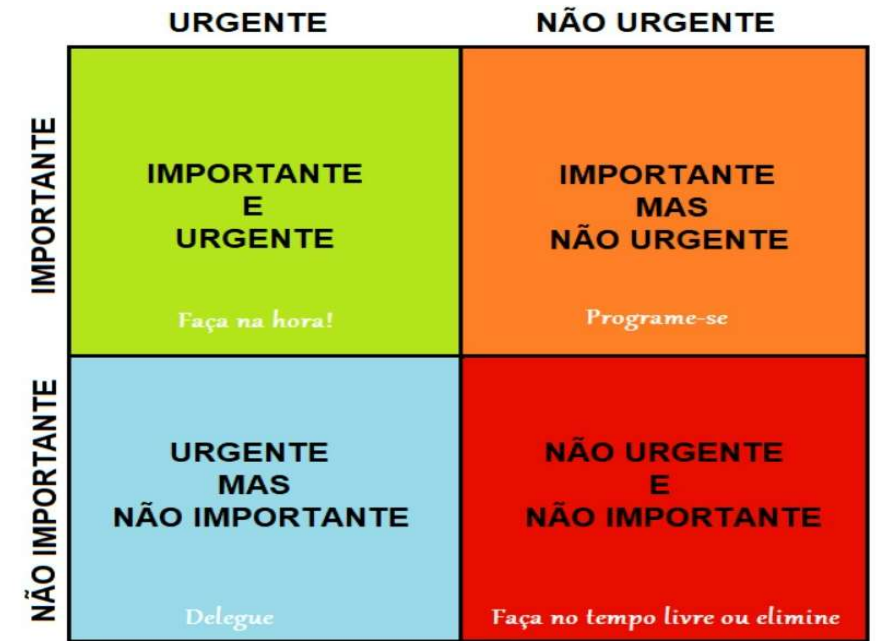 URGENTE
NÃO URGENTE
IMPORTANTE
IMPORTANTE
E
URGENTE
Faça na hora!
IMPORTANTE
MAS
NÃO URGENTE
Programe-se
NÃO IMPORTANTE
URGENTE
MAS
NÃO IMPORTANTE
Delegue
NÃO URGENTE
E
NÃO IMPORTANTE
Faça no tempo livre ou elimine